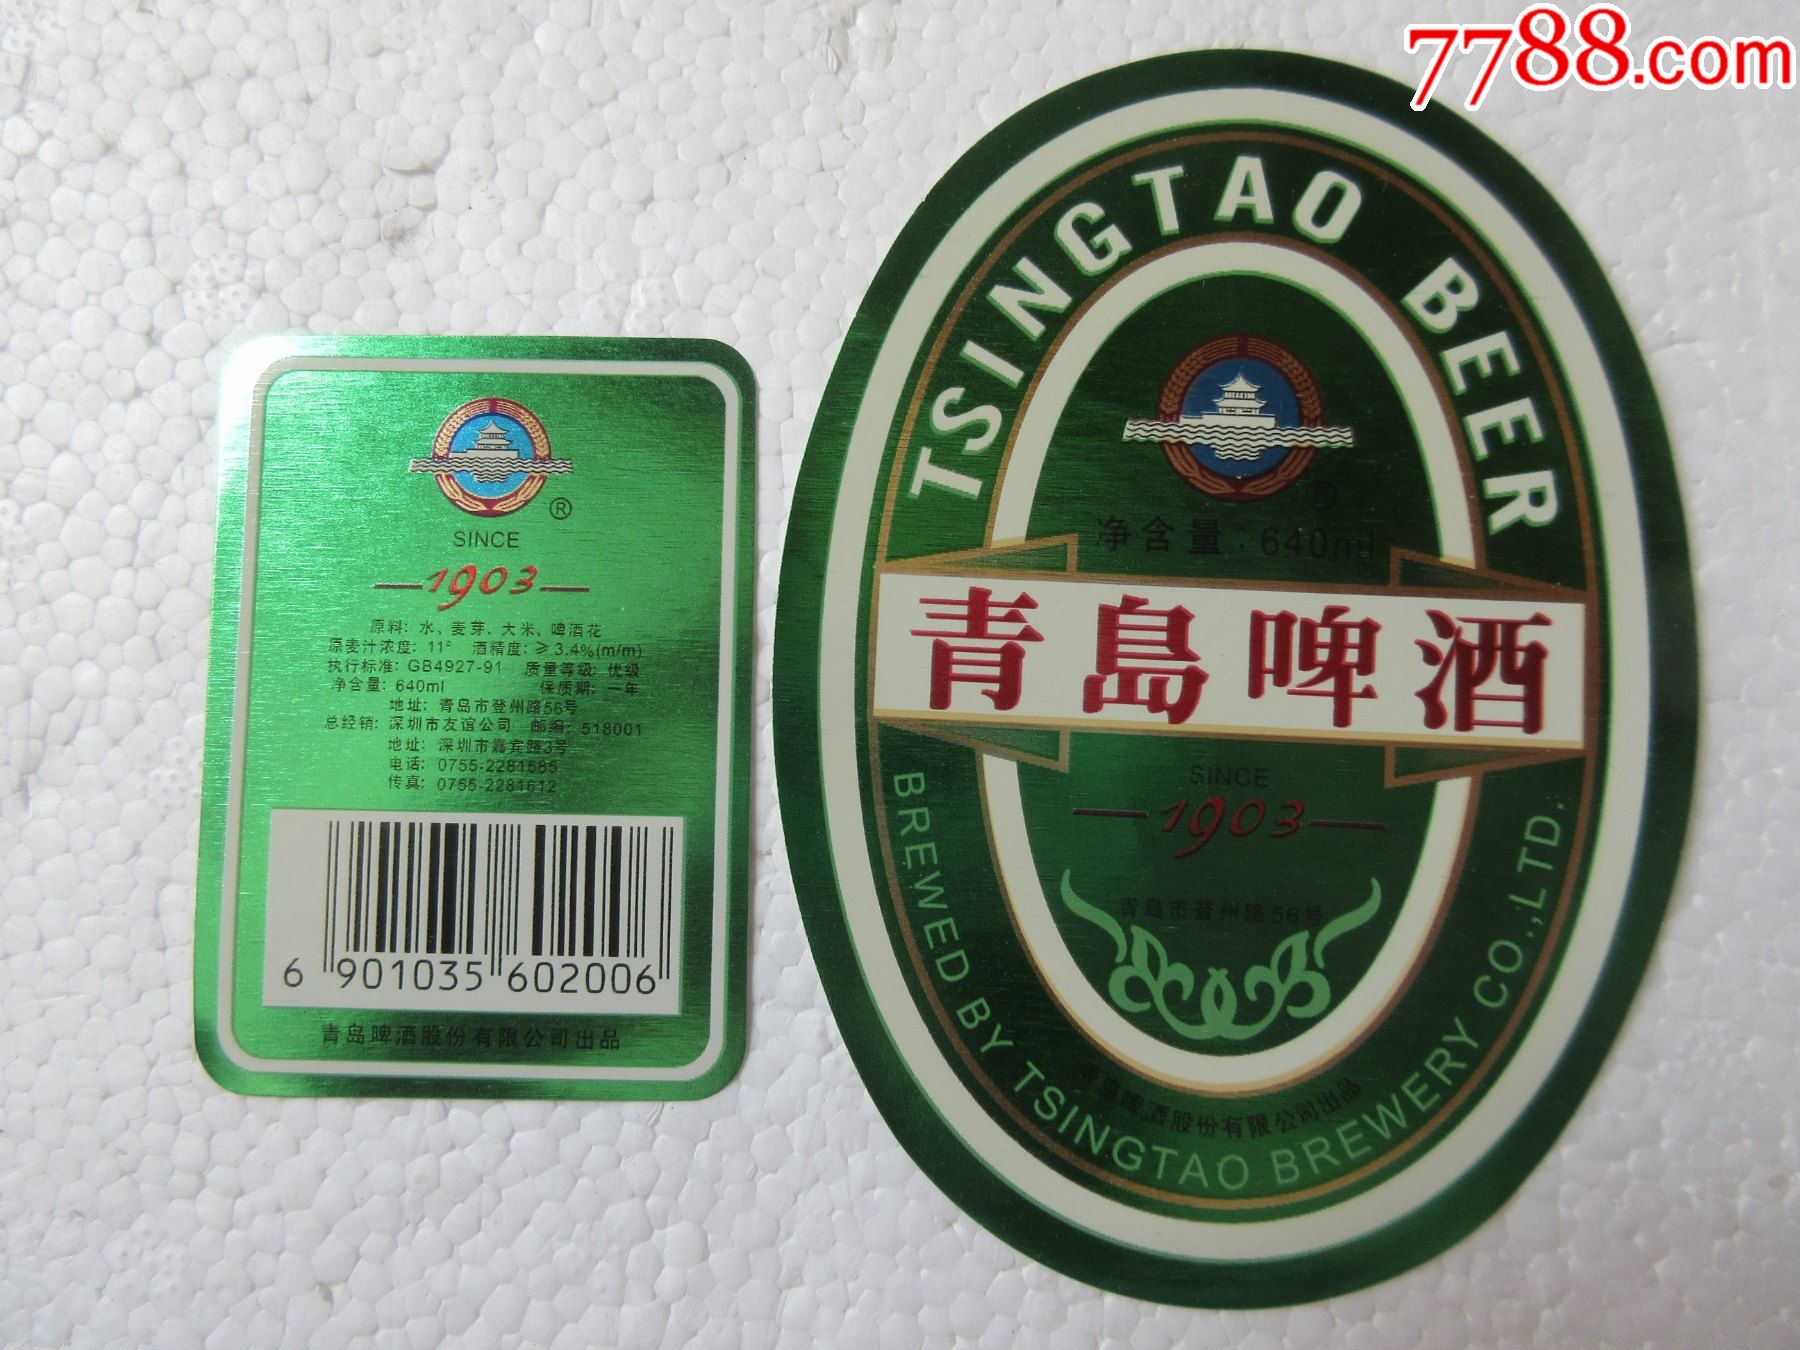 7788.com
®
SINCE
1903
原料: 水、麦芽、大米、啤酒花
原麦汁浓度: 11° 酒精度: ≥3.4%(m/m)
执行标准: GB4927-91 质量等级: 优级
净含量: 640ml 保质期: 一年
地址: 青岛市登州路56号
总经销: 深圳市友谊公司 邮编: 518001
地址: 深圳市嘉宾路3号
电话: 0755-2281585
传真: 0755-2281612
6 901035 602006
青岛啤酒股份有限公司出品
TSINGTAO BEER
®
净含量: 640ml
青島啤酒
SINCE
1903
青岛市登州路56号
青岛啤酒股份有限公司出品
BREWED BY TSINGTAO BREWERY CO.,LTD.